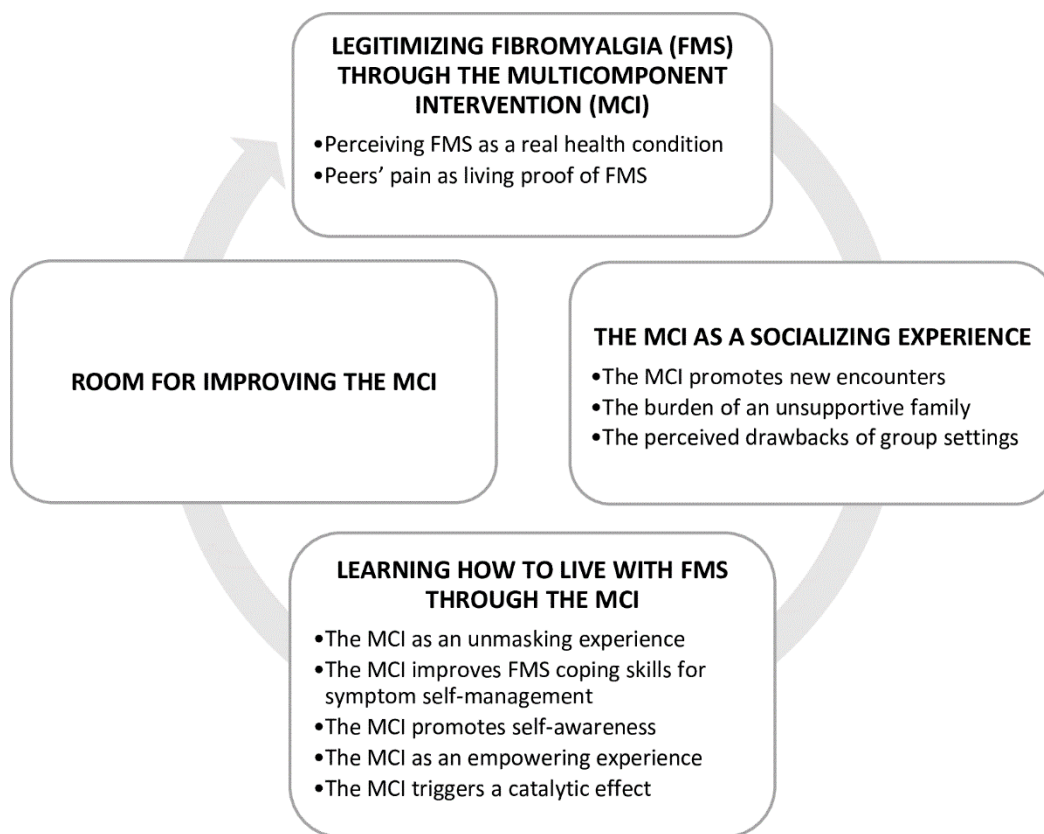 LEGITIMIZING FIBROMYALGIA (FMS)
THROUGH THE MULTICOMPONENT
INTERVENTION (MCI)
•Perceiving FMS as a real health condition
•Peers’ pain as living proof of FMS
THE MCI AS A SOCIALIZING EXPERIENCE
•The MCI promotes new encounters
•The burden of an unsupportive family
•The perceived drawbacks of group settings
LEARNING HOW TO LIVE WITH FMS
THROUGH THE MCI
•The MCI as an unmasking experience
•The MCI improves FMS coping skills for
symptom self-management
•The MCI promotes self-awareness
•The MCI as an empowering experience
•The MCI triggers a catalytic effect
ROOM FOR IMPROVING THE MCI